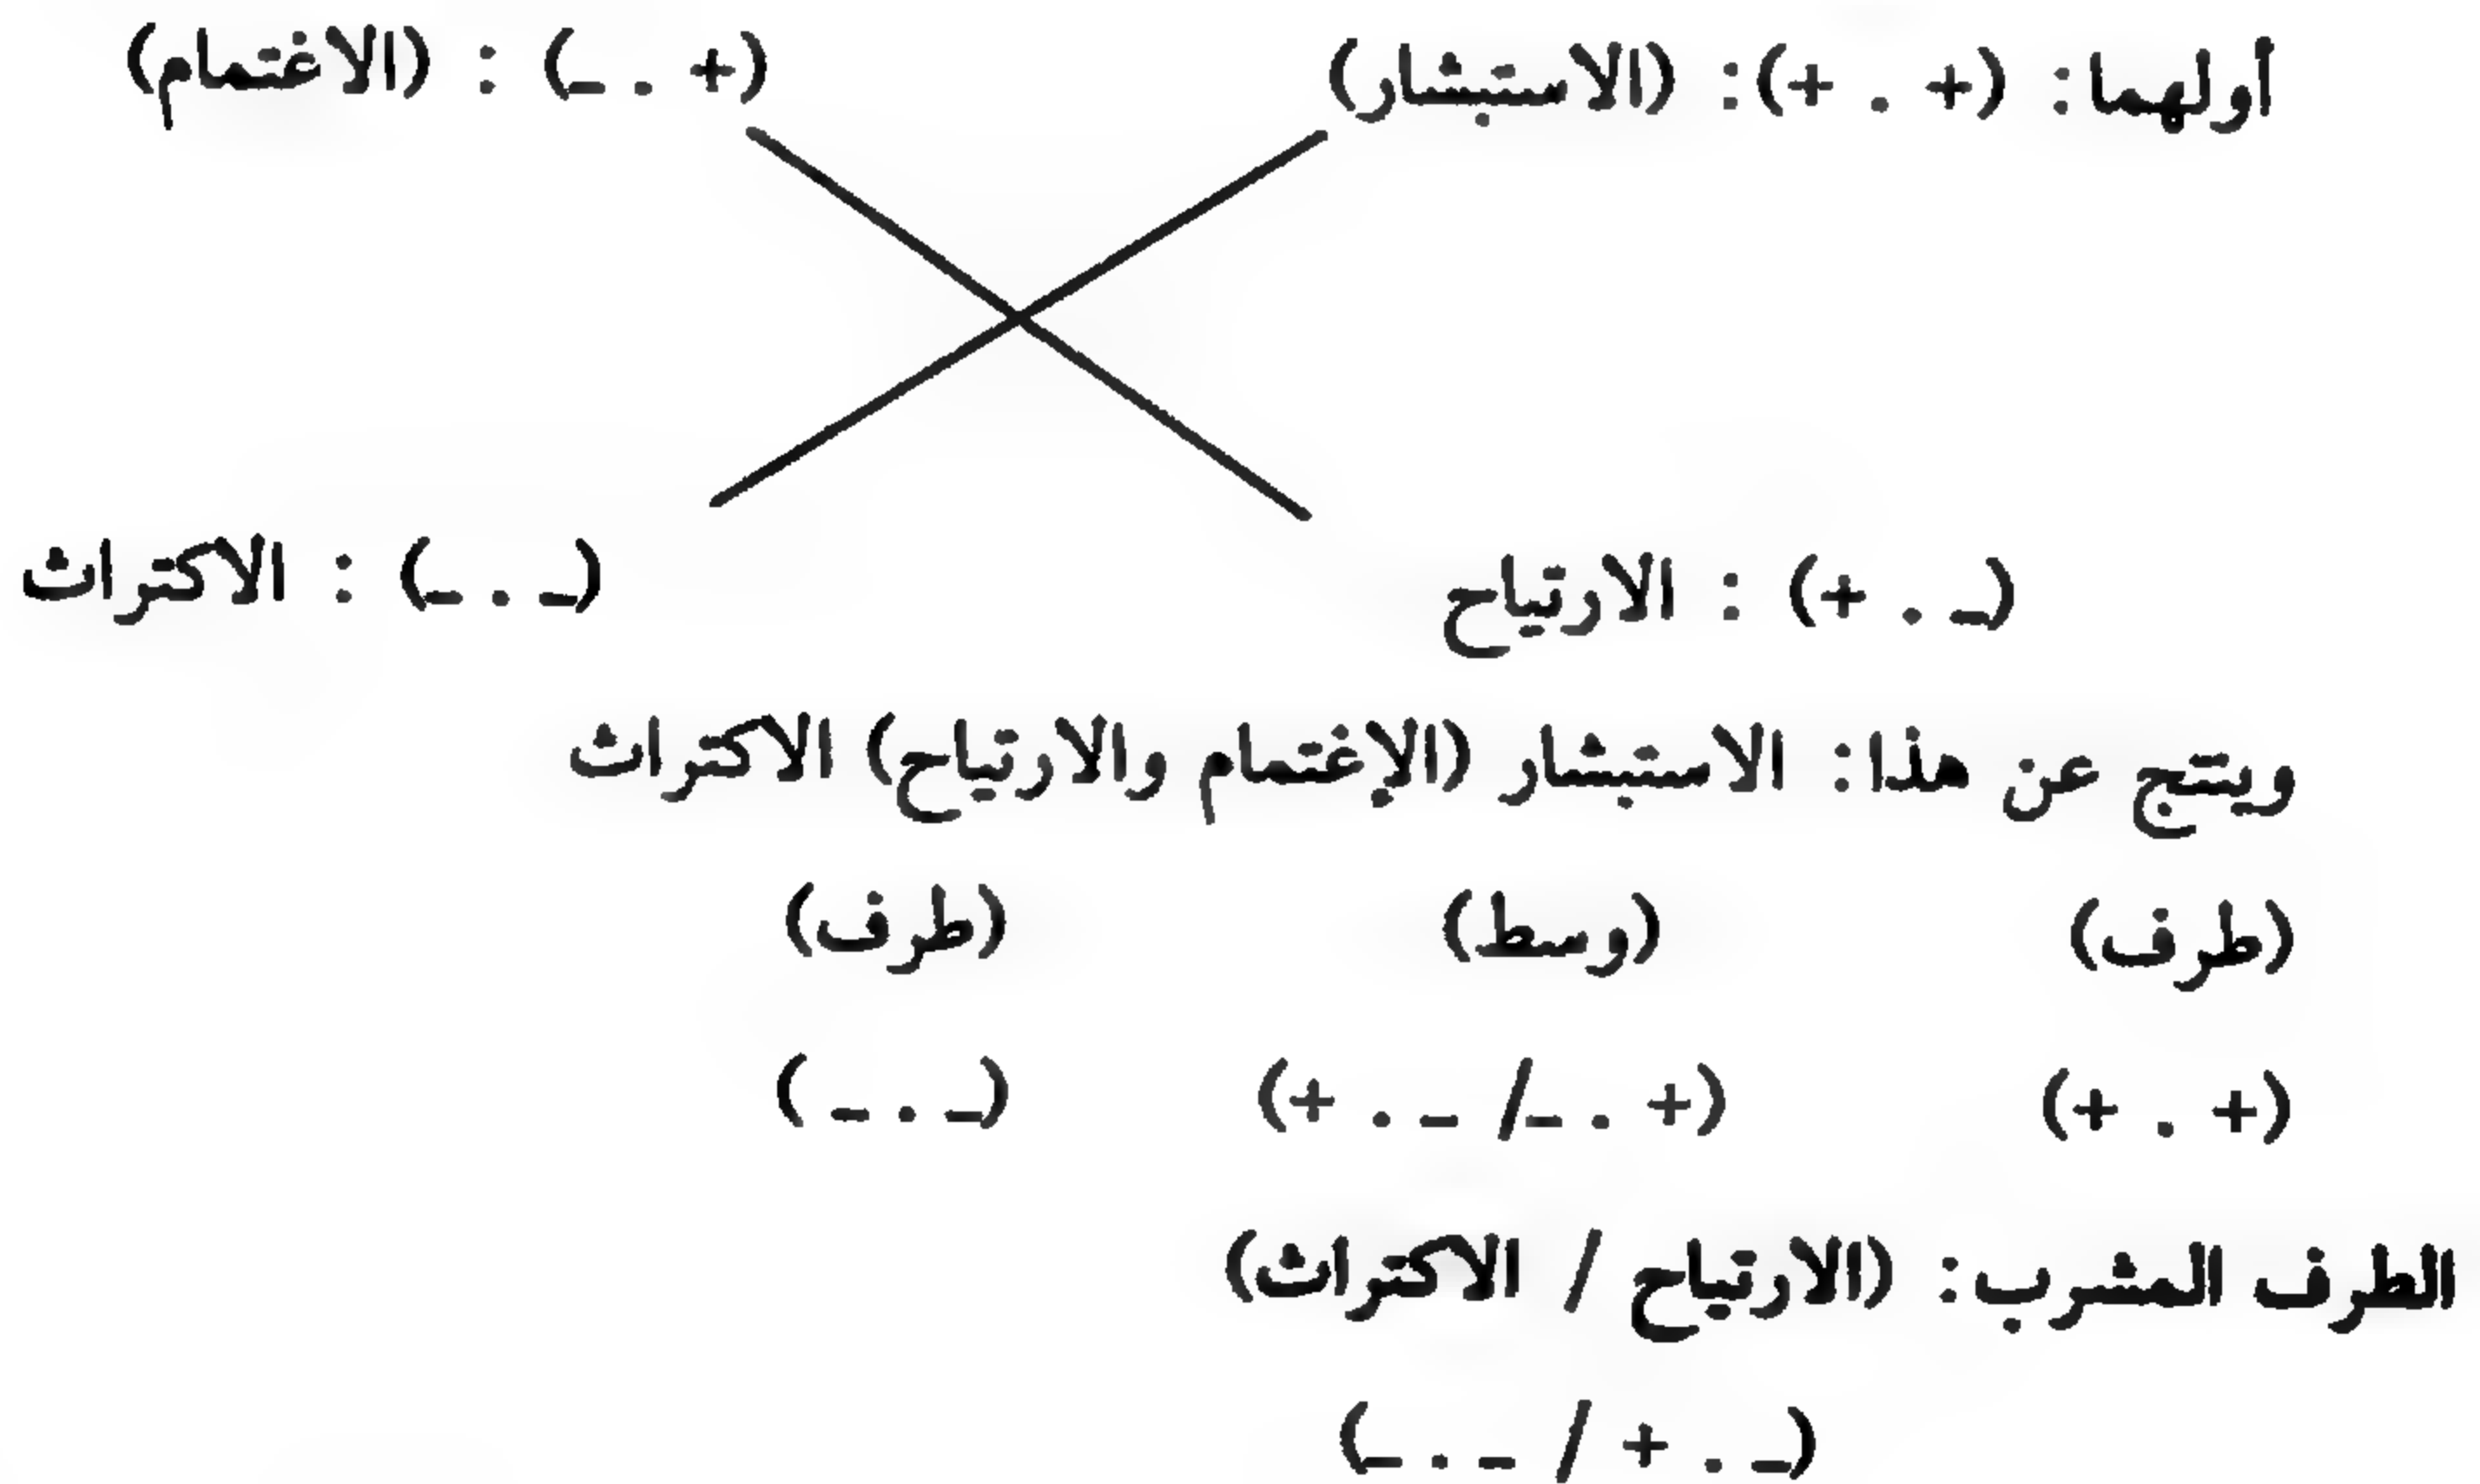 أولهما: (+ . +): (الاستبشار) (+ . _) : (الاغتمام)
(_ . +) : الارتياح (_ . _) : الاكتراث
وينتج عن هذا: الاستبشار (الإغتمام والارتياح) الاكتراث
(طرف) (وسط) (طرف)
(+ . +) (+ . _/ _ . +) (_ . _)
الطرف المشرب: (الارتياح / الاكتراث)
(_ . + / _ . _)